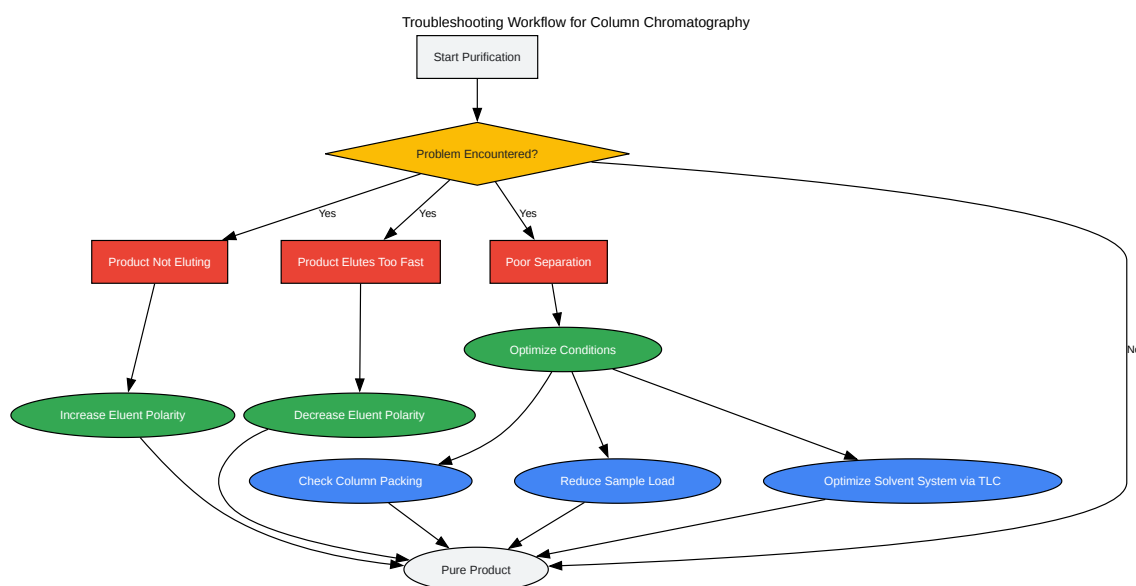 Troubleshooting Workflow for Column Chromatography
Start Purification
Problem Encountered?
Yes
Yes
Yes
Product Not Eluting
Product Elutes Too Fast
Poor Separation
Optimize Conditions
No
Increase Eluent Polarity
Decrease Eluent Polarity
Check Column Packing
Reduce Sample Load
Optimize Solvent System via TLC
Pure Product